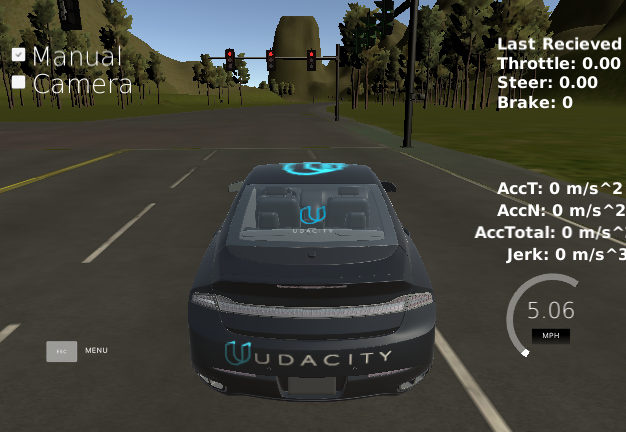 Manual
Camera
Last Recieved
Throttle: 0.00
Steer: 0.00
Brake: 0
AccT: 0 m/s^2
AccN: 0 m/s^2
AccTotal: 0 m/s^
Jerk: 0 m/s^3
UDACITY
5.06
MPH
ESC
MENU
UDACITY